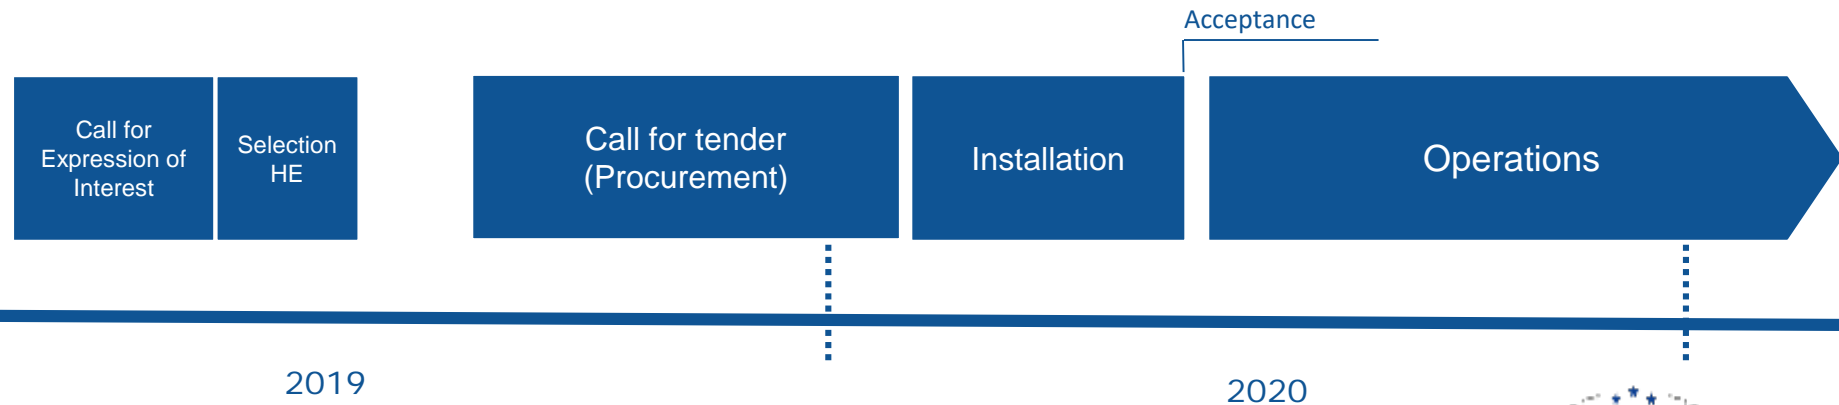 Acceptance
Call for
Expression of
Interest
Selection
HE
Call for tender
(Procurement)
Installation
Operations
2019
2020